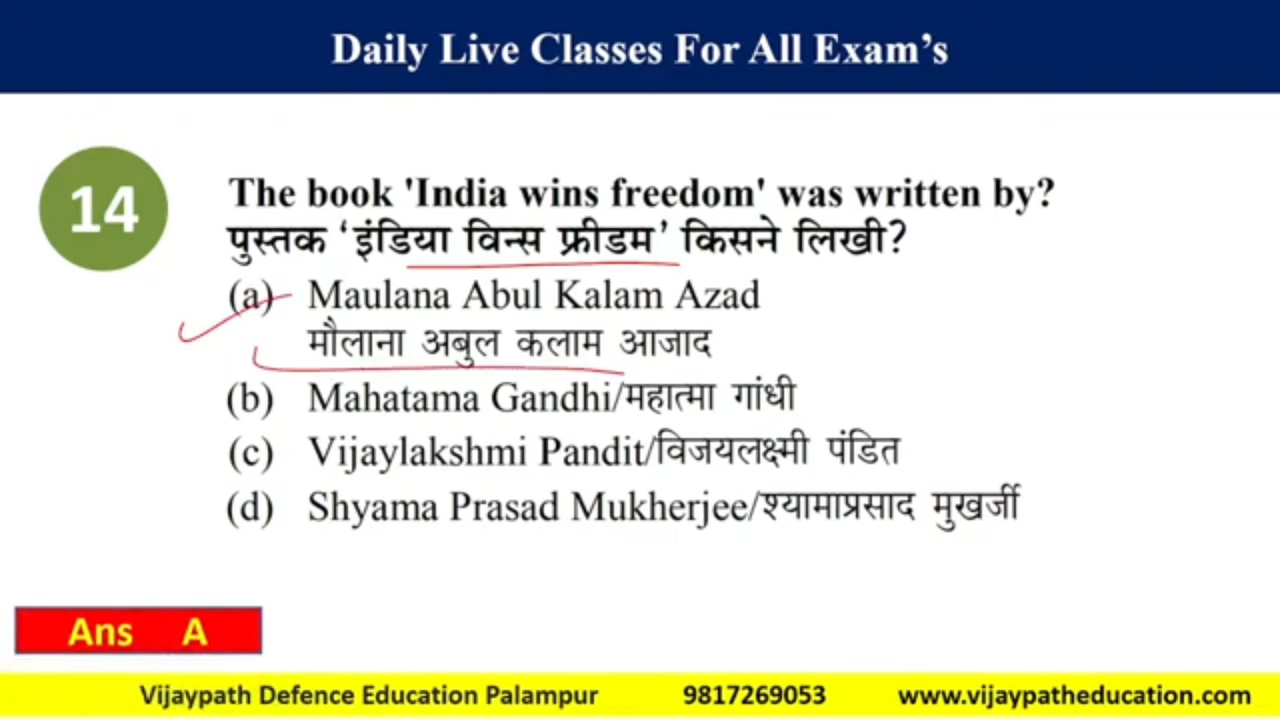 Daily Live Classes For All Exam’s
14
The book 'India wins freedom' was written by?
पुस्तक ‘इंडिया विन्स फ्रीडम’ किसने लिखी?
(a) Maulana Abul Kalam Azad
मौलाना अबुल कलाम आजाद
(b) Mahatama Gandhi/महात्मा गांधी
(c) Vijaylakshmi Pandit/विजयलक्ष्मी पंडित
(d) Shyama Prasad Mukherjee/श्यामाप्रसाद मुखर्जी
Ans A
Vijaypath Defence Education Palampur 9817269053 www.vijaypatheducation.com